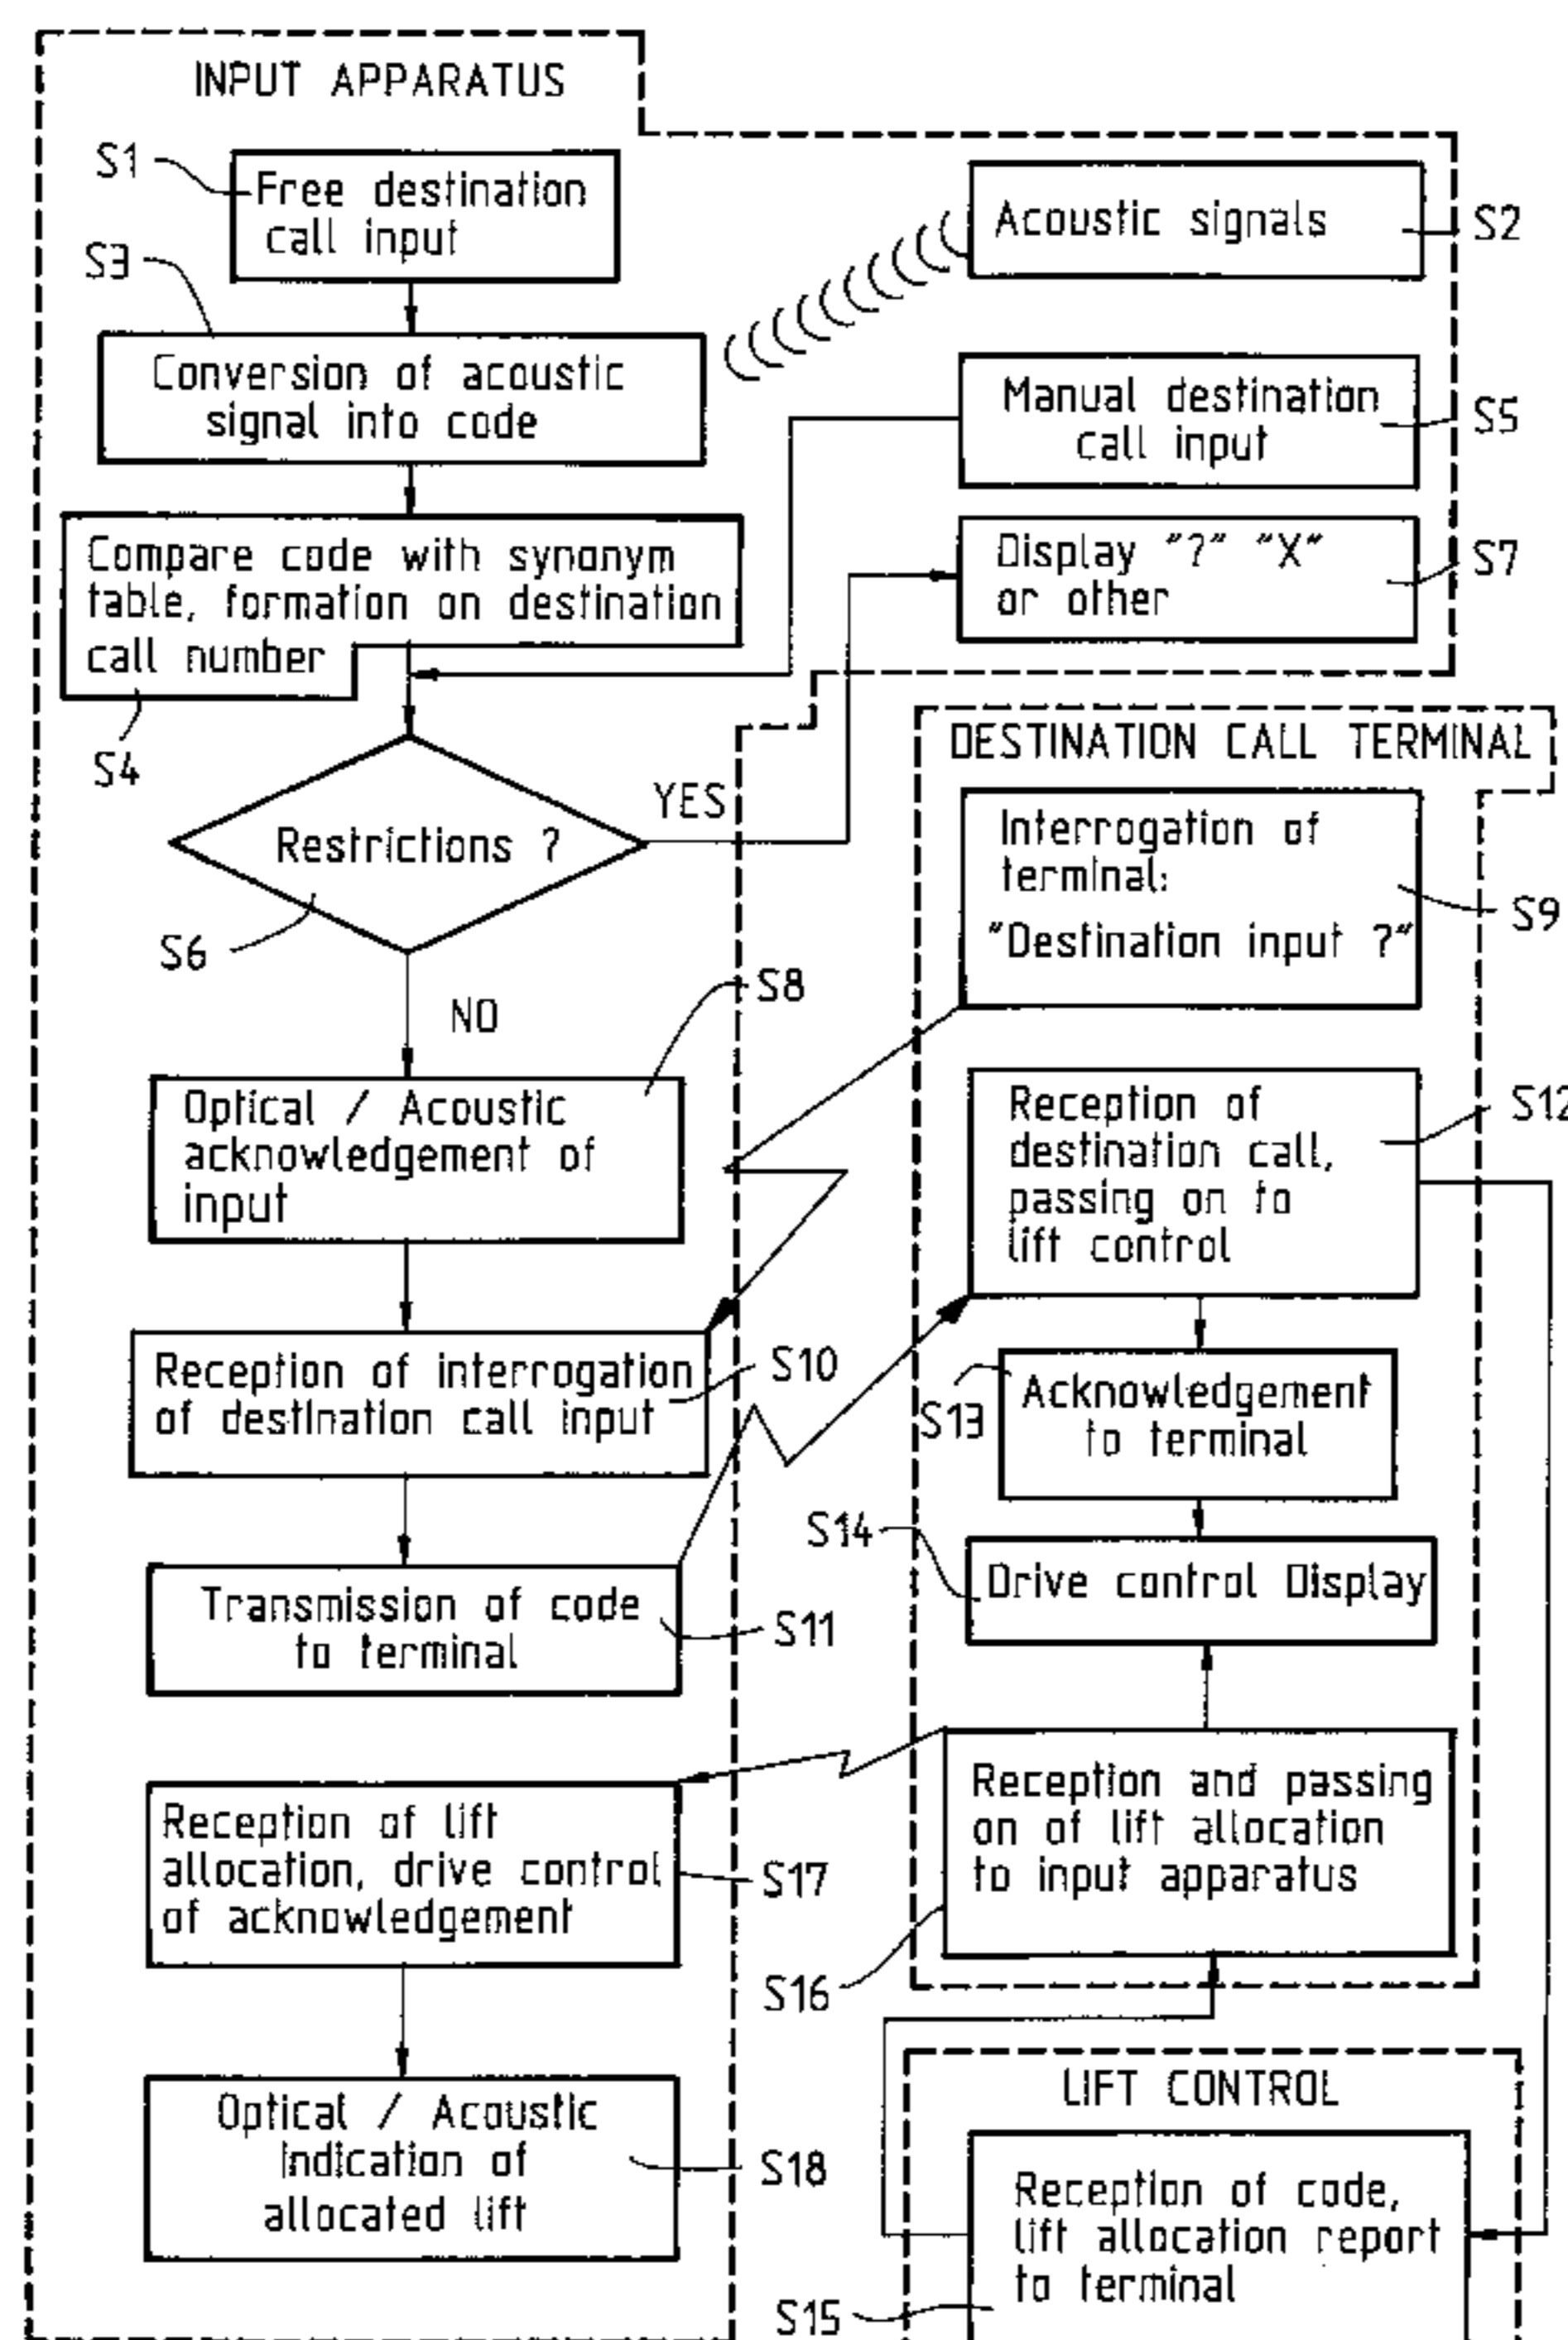 INPUT APPARATUS
S1
Free destination
call input
S2
Acoustic signals
S3
Conversion of acoustic
signal into code
S5
Manual destination
call input
S4
Compare code with synonym
table, formation on destination
call number
S7
Display "?" "X"
or other
S6
Restrictions ?
YES
NO
S8
Optical / Acoustic
acknowledgement of
input
S10
Reception of interrogation
of destination call input
S11
Transmission of code
to terminal
S17
Reception of lift
allocation, drive control
of acknowledgement
S18
Optical / Acoustic
Indication of
allocated lift
DESTINATION CALL TERMINAL
S9
Interrogation of
terminal:
"Destination input ?"
S12
Reception of
destination call,
passing on to
lift control
S13
Acknowledgement
to terminal
S14
Drive control Display
S16
Reception and passing
on of lift allocation
to input apparatus
LIFT CONTROL
S15
Reception of code,
lift allocation report
to terminal